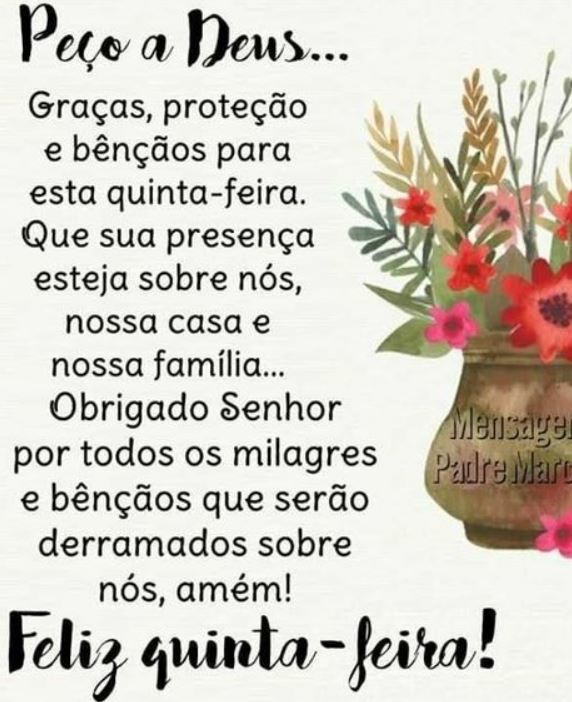 Peço a Deus...
Graças, proteção
e bênçãos para
esta quinta-feira.
Que sua presença
esteja sobre nós,
nossa casa e
nossa família...
Obrigado Senhor
por todos os milagres
e bênçãos que serão
derramados sobre
nós, amém!
Feliz quinta-feira!
Padre